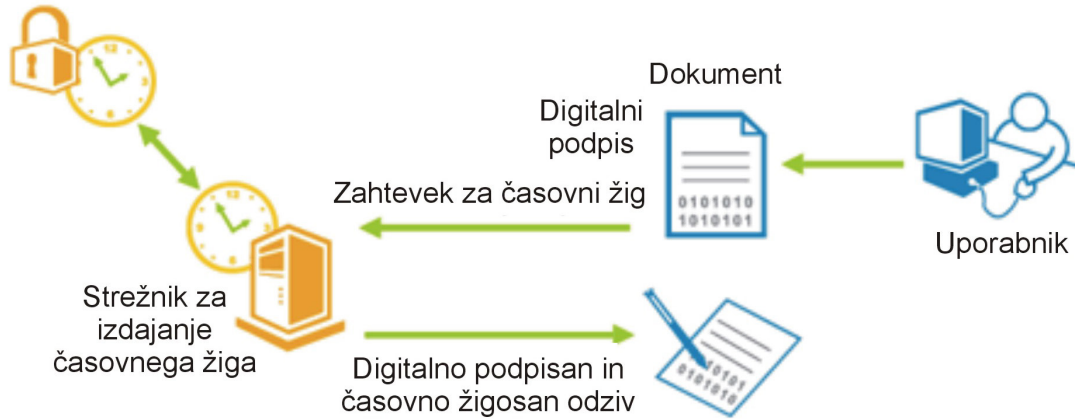 Dokument
Digitalni
podpis
Zahtevek za časovni žig
0101010
1010101
Uporabnik
Strežnik za
izdajanje
časovnega žiga
Digitalno podpisan in
časovno žigosan odziv
0101010